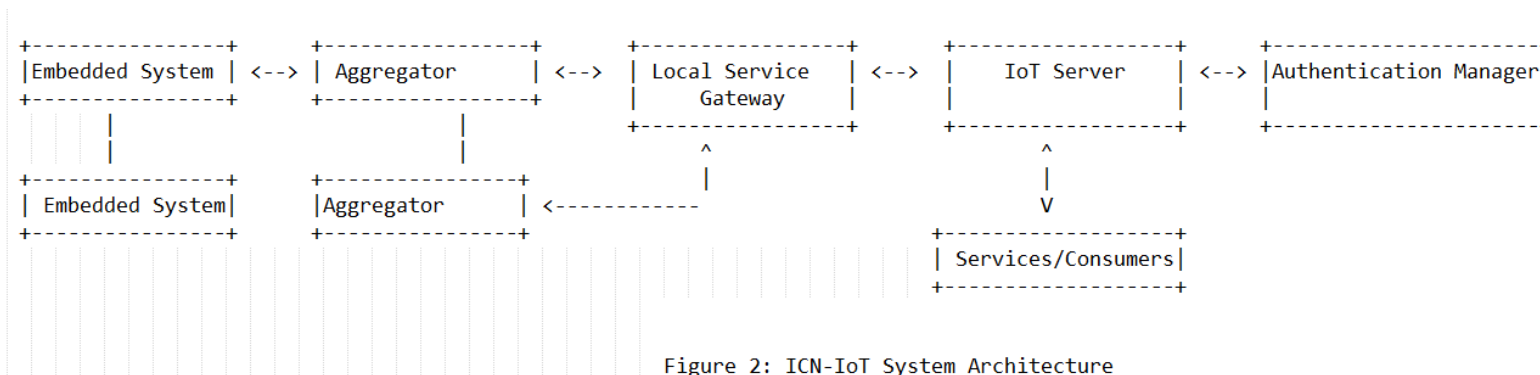 +----------------+      +-----------------+       +-----------------+       +------------------+      +----------------------
|Embedded System | <--> | Aggregator      | <-->  | Local Service   | <-->  |    IoT Server    | <--> |Authentication Manager
+----------------+      +-----------------+       |     Gateway     |       |                  |      |
       |                            |             +-----------------+       +------------------+      +----------------------
       |                            |                   ^                           ^
+----------------+      +----------------+              |                           |
| Embedded System|      |Aggregator      | <------------                            V
+----------------+      +----------------+                                 +-------------------+
                                                                           | Services/Consumers|
                                                                           +-------------------+
Figure 2: ICN-IoT System Architecture